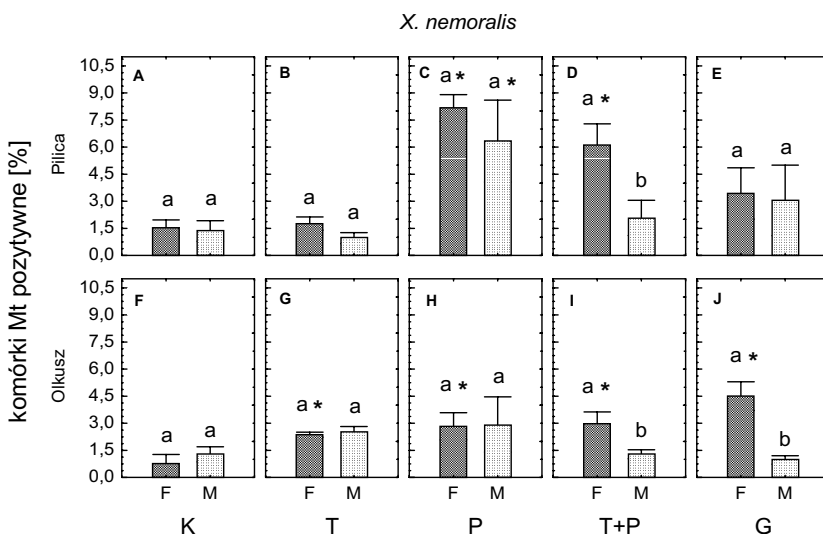 X. nemoralis
komórki Mt pozytywne [%]
Pilica
10,5
9,0
7,5
6,0
4,5
3,0
1,5
0,0
A
a a
B
a a
C
a * a *
D
a * b
E
a a
Olkusz
10,5
9,0
7,5
6,0
4,5
3,0
1,5
0,0
F
a a
G
a * a
H
a * a
I
a * b
J
a * b
F M F M F M F M F M
K T P T+P G